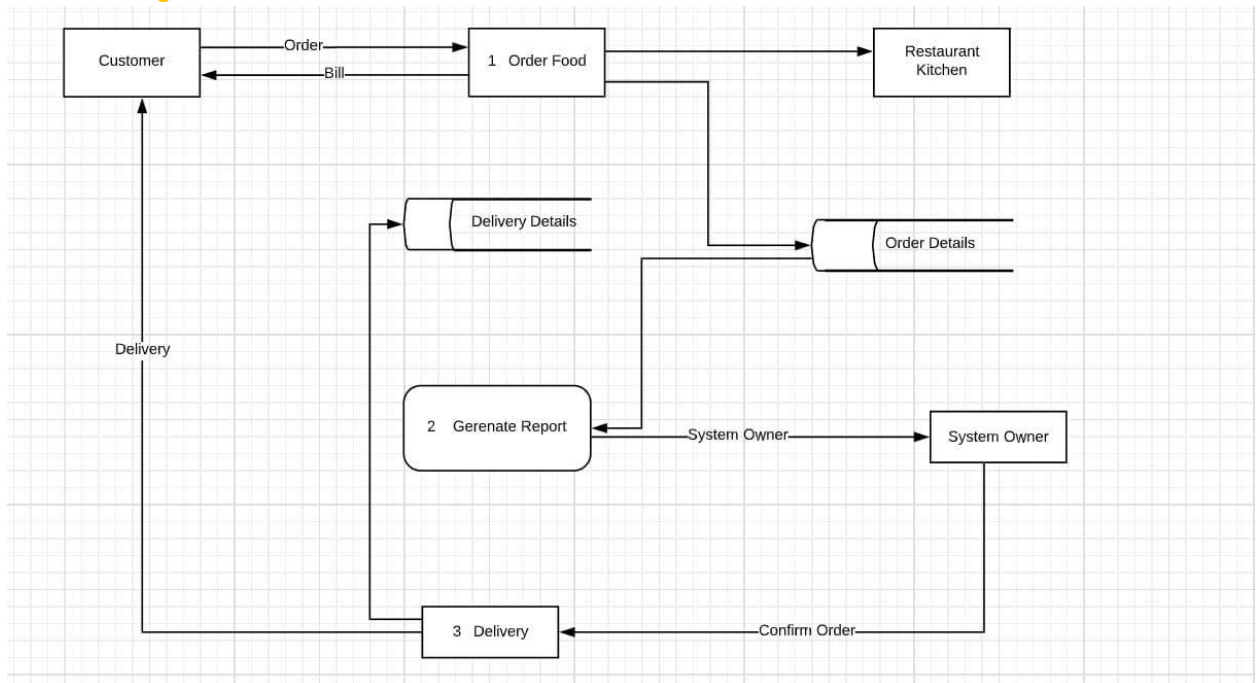 Customer
Order
Bill
1 Order Food
Restaurant
Kitchen
Delivery Details
Order Details
Delivery
2 Gerenate Report
System Owner
System Owner
3 Delivery
Confirm Order